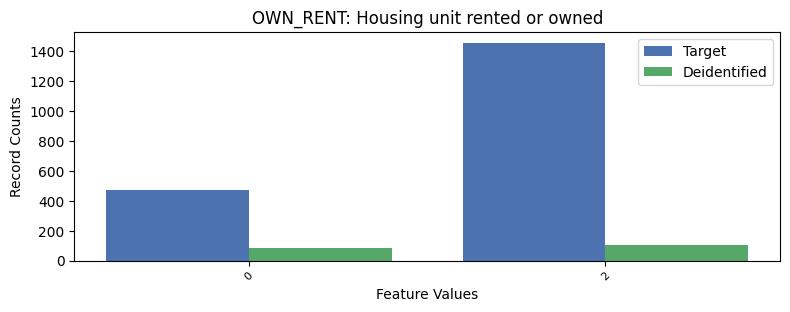 OWN_RENT: Housing unit rented or owned
Target
Deidentified
Record Counts
1400
1200
1000
800
600
400
200
0
0
2
Feature Values